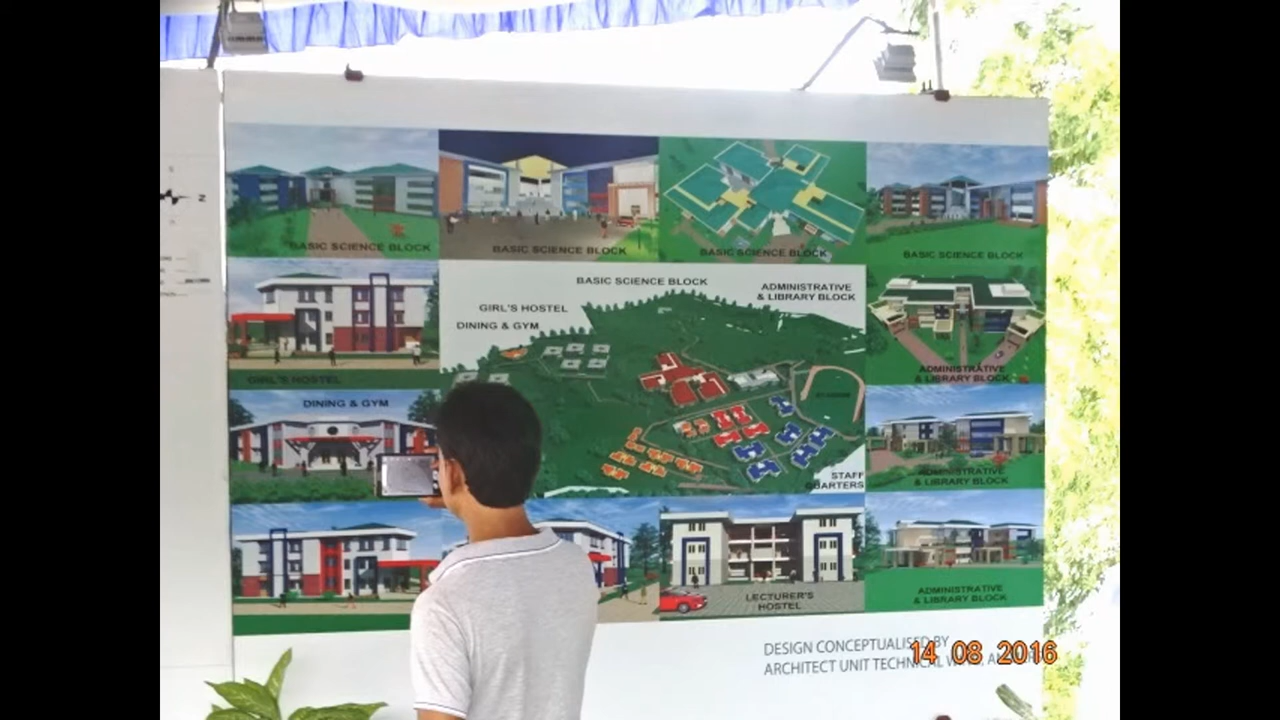 Z
BASIC SCIENCE BLOCK
BASIC SCIENCE BLOCK
BASIC SCIENCE BLOCK
BASIC SCIENCE BLOCK
BASIC SCIENCE BLOCK
ADMINISTRATIVE
& LIBRARY BLOCK
GIRL'S HOSTEL
DINING & GYM
GIRL'S HOSTEL
ADMINISTRATIVE
& LIBRARY BLOCK
DINING & GYM
STAFF
QUARTERS
ADMINISTRATIVE
& LIBRARY BLOCK
LECTURER'S
HOSTEL
ADMINISTRATIVE
& LIBRARY BLOCK
DESIGN CONCEPTUALISED BY
ARCHITECT UNIT TECHNICAL
14 08 2016